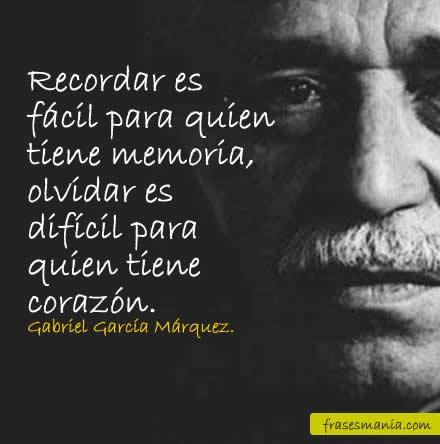 Recordar es
fácil para quien
tiene memoria,
olvidar es
difícil para
quien tiene
corazón.
Gabriel García Márquez.
frasesmania.com